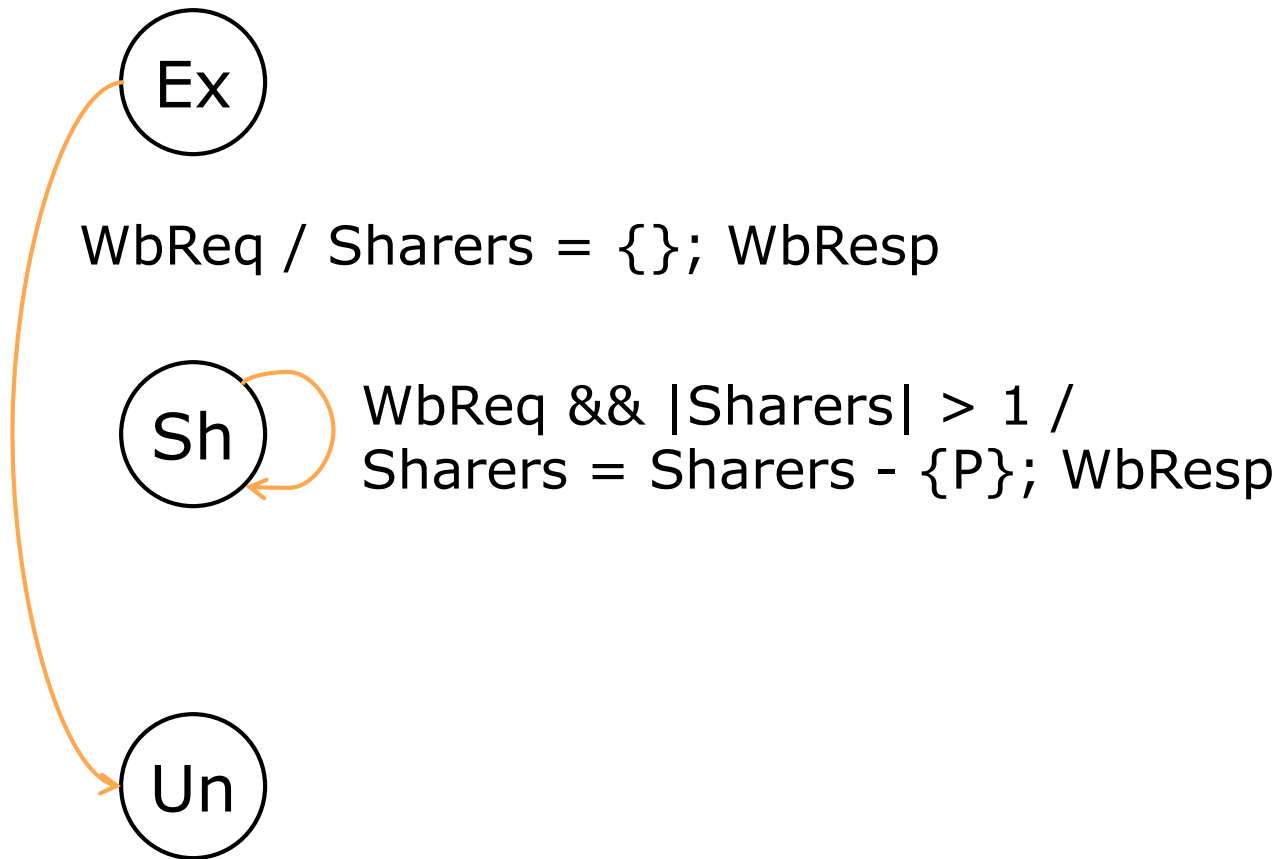 Ex
WbReq / Sharers = {}; WbResp
Sh
WbReq && |Sharers| > 1 /
Sharers = Sharers - {P}; WbResp
Un